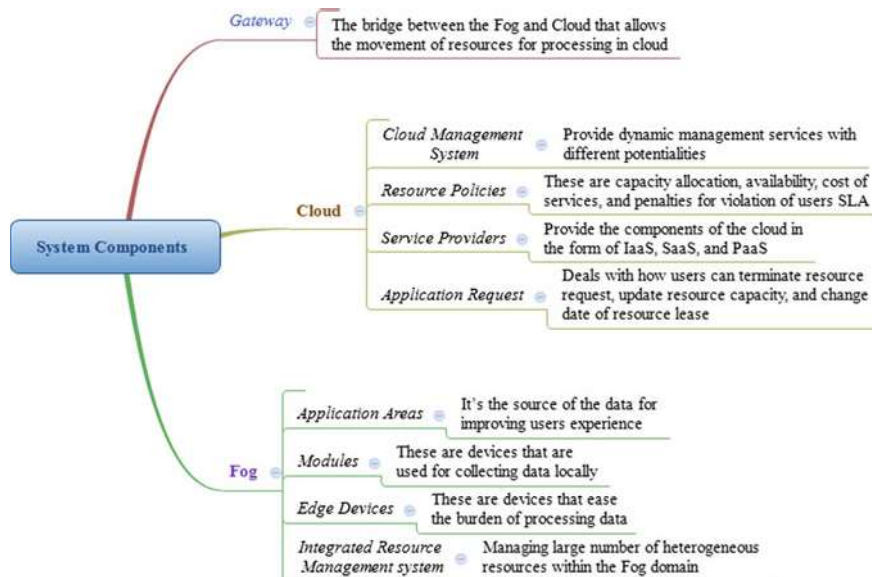 Gateway
The bridge between the Fog and Cloud that allows
the movement of resources for processing in cloud
Cloud Management
System
Provide dynamic management services with
different potentialities
Resource Policies
These are capacity allocation, availability, cost of
services, and penalties for violation of users SLA
Cloud
Service Providers
Provide the components of the cloud in
the form of IaaS, SaaS, and PaaS
System Components
Application Request
Deals with how users can terminate resource
request, update resource capacity, and change
date of resource lease
Application Areas
It's the source of the data for
improving users experience
Fog
Modules
These are devices that are
used for collecting data locally
Edge Devices
These are devices that ease
the burden of processing data
Integrated Resource
Management system
Managing large number of heterogeneous
resources within the Fog domain